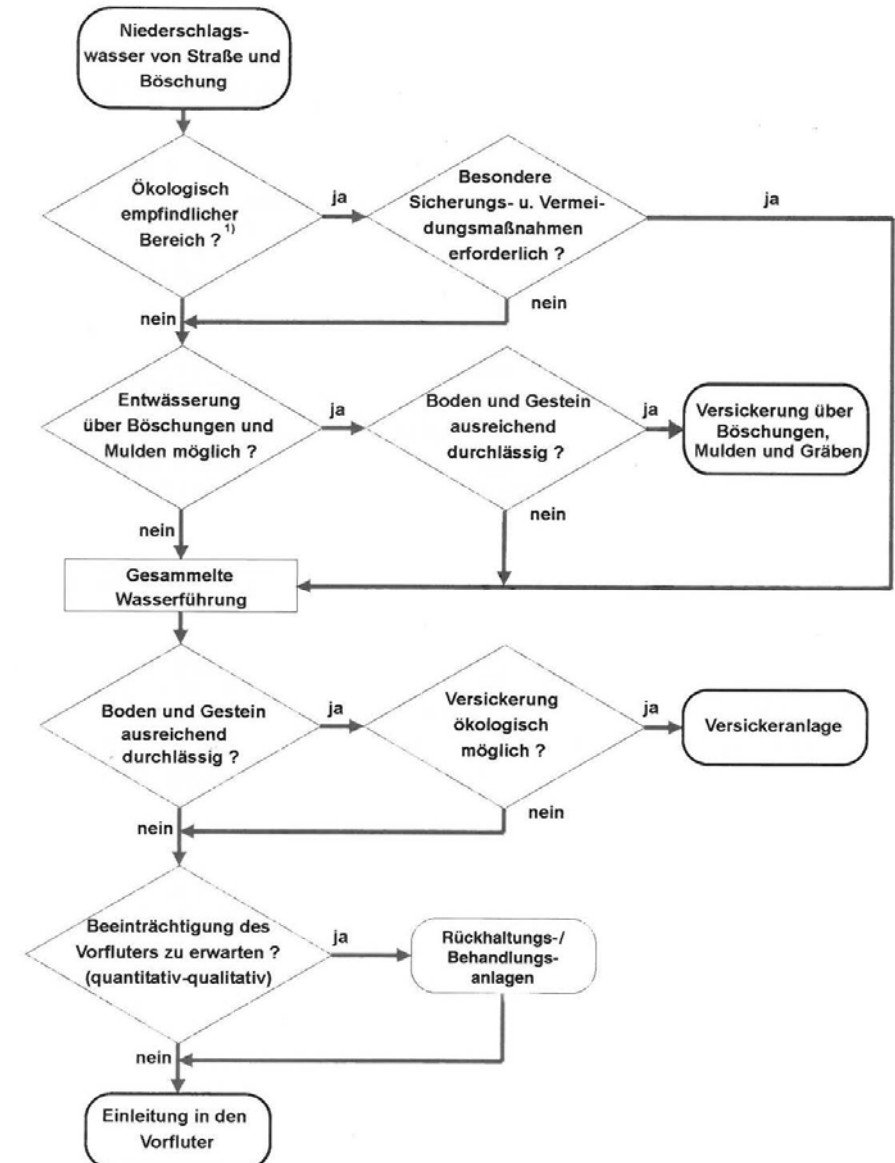 Niederschlags-
wasser von Straße und
Böschung
Ökologisch
empfindlicher
Bereich ? 1)
ja
Besondere
Sicherungs- u. Vermei-
dungsmaßnahmen
erforderlich ?
ja
nein
nein
Entwässerung
über Böschungen und
Mulden möglich ?
ja
Boden und Gestein
ausreichend
durchlässig ?
ja
Versickerung über
Böschungen,
Mulden und Gräben
nein
nein
Gesammelte
Wasserführung
Boden und Gestein
ausreichend
durchlässig ?
ja
Versickerung
ökologisch
möglich ?
ja
Versickeranlage
nein
nein
Beeinträchtigung des
Vorfluters zu erwarten ?
(quantitativ-qualitativ)
ja
Rückhaltungs-/
Behandlungs-
anlagen
nein
Einleitung in den
Vorfluter